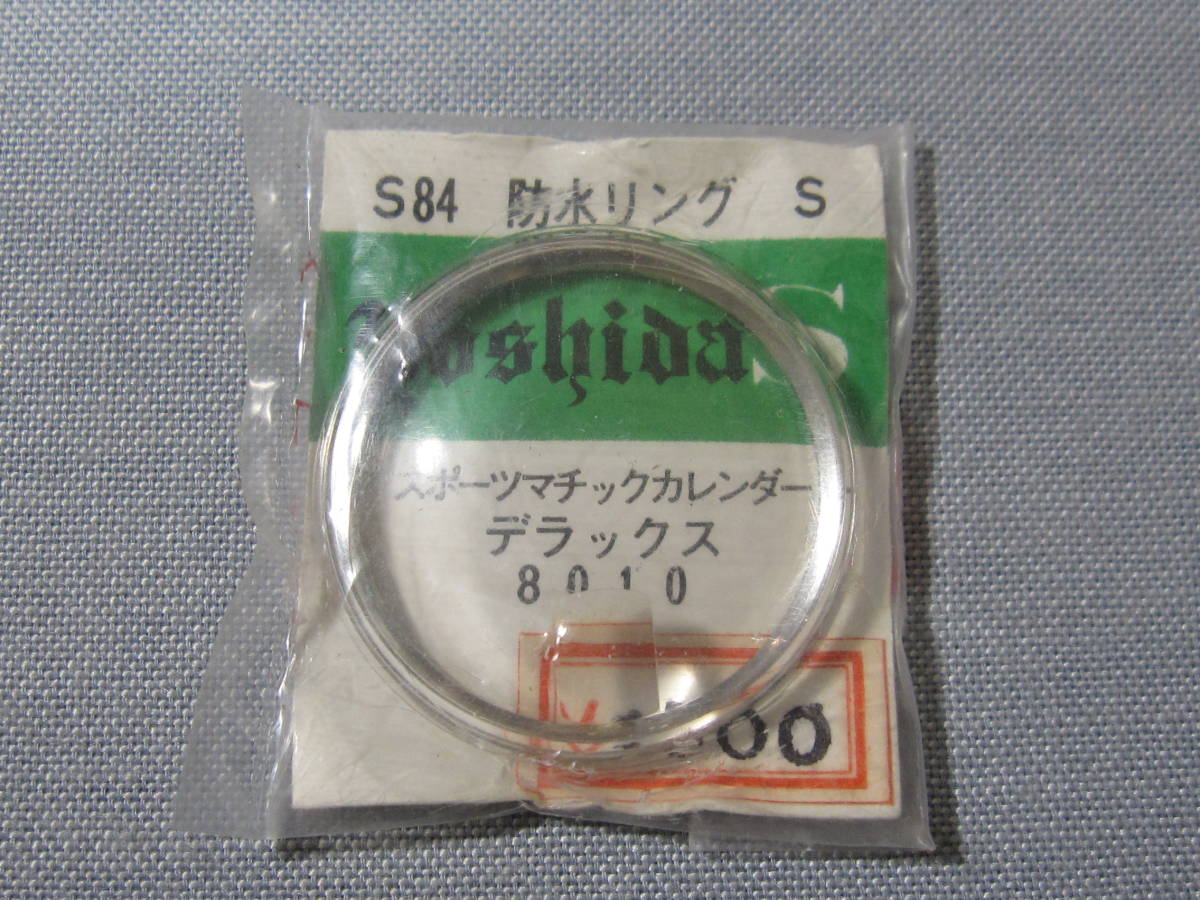 S84 防水リング S
Yoshida S
スポーツマチックカレンダー
デラックス
8010